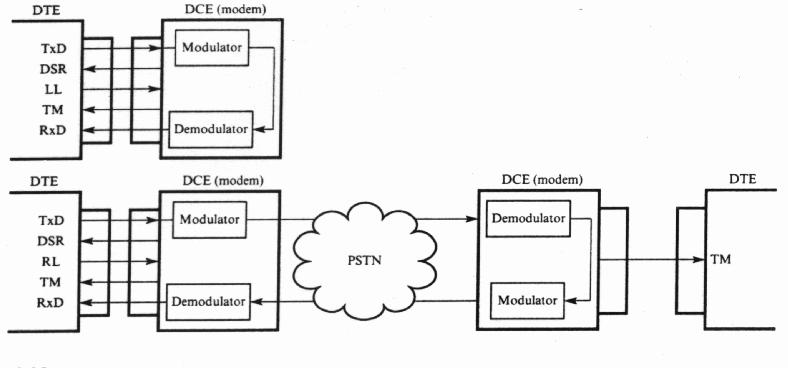 DTE
DCE (modem)
TxD
Modulator
DSR
LL
TM
RxD
Demodulator
DTE
DCE (modem)
DCE (modem)
DTE
TxD
Modulator
Demodulator
DSR
RL
PSTN
TM
TM
RxD
Demodulator
Modulator